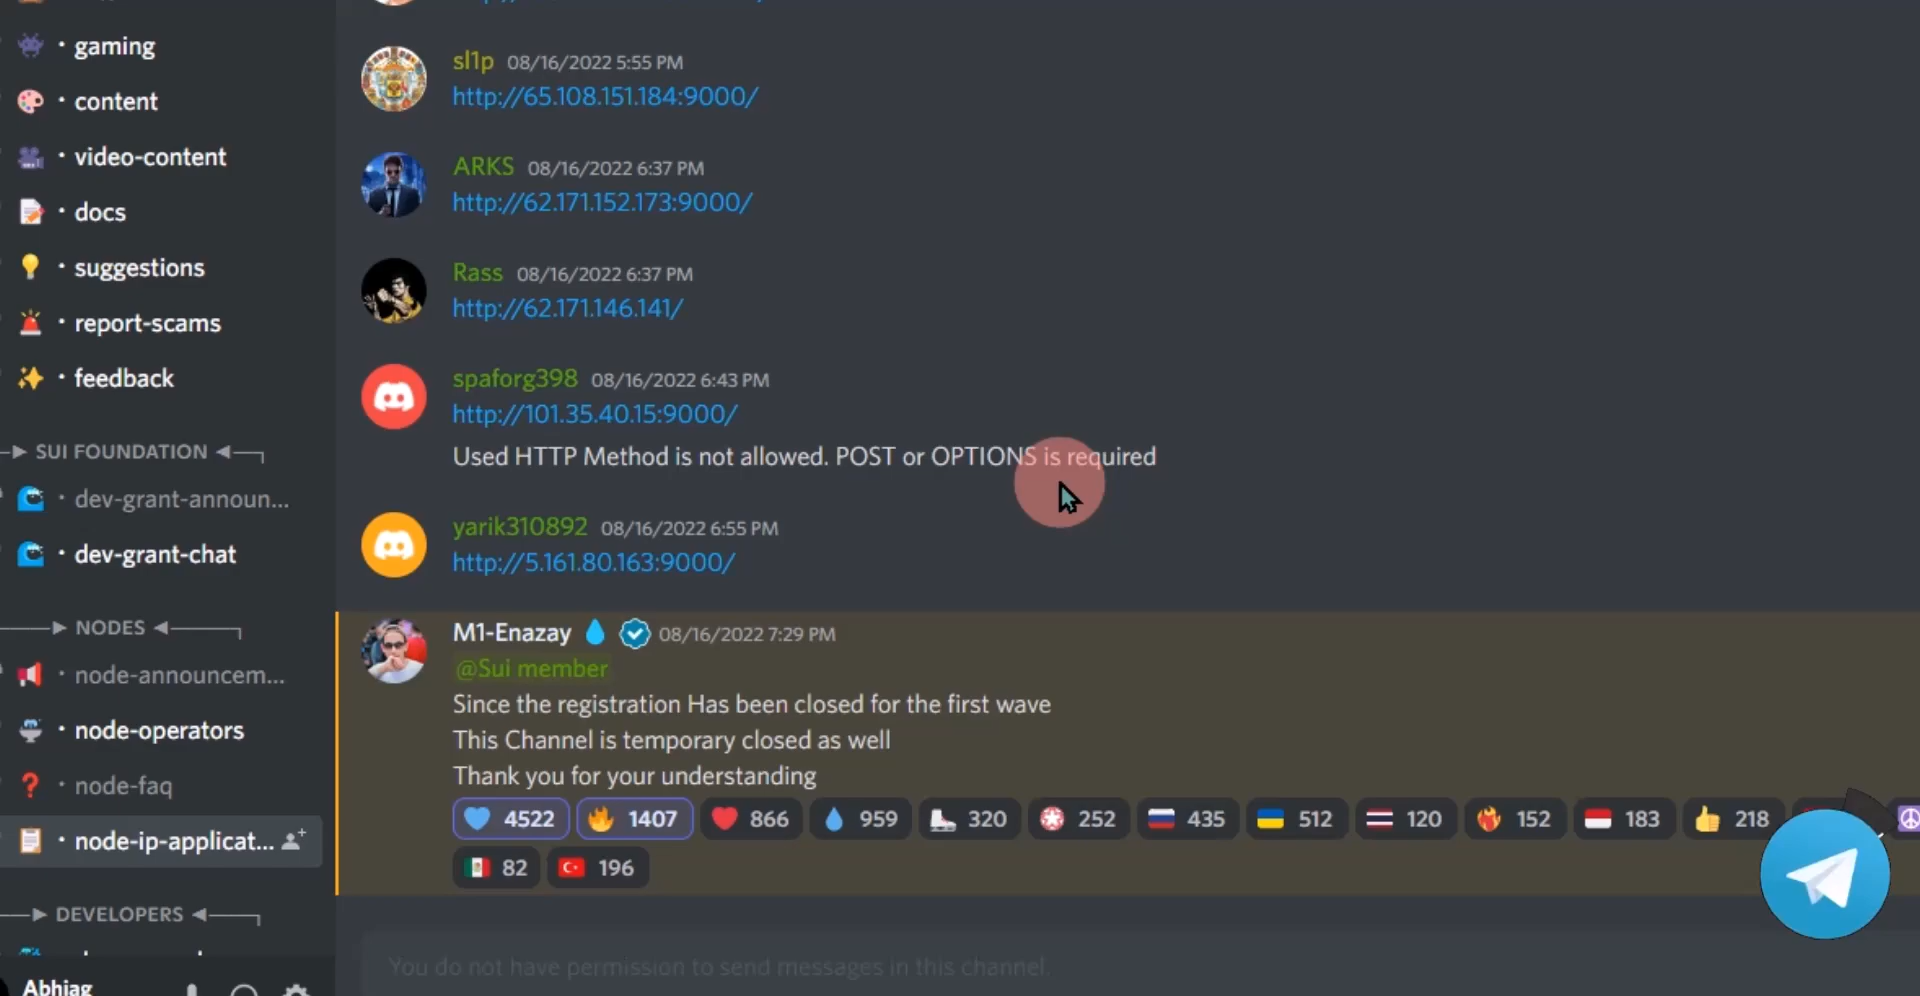 gaming
content
video-content
docs
suggestions
report-scams
feedback
SUI FOUNDATION
dev-grant-announ...
dev-grant-chat
NODES
node-announcem...
node-operators
node-faq
node-ip-applicat...
DEVELOPERS
Abhiag
sl1p 08/16/2022 5:55 PM
http://65.108.151.184:9000/
ARKS 08/16/2022 6:37 PM
http://62.171.152.173:9000/
Rass 08/16/2022 6:37 PM
http://62.171.146.141/
spaforg398 08/16/2022 6:43 PM
http://101.35.40.15:9000/
Used HTTP Method is not allowed. POST or OPTIONS is required
yarik310892 08/16/2022 6:55 PM
http://5.161.80.163:9000/
M1-Enazay 08/16/2022 7:29 PM
@Sui member
Since the registration Has been closed for the first wave
This Channel is temporary closed as well
Thank you for your understanding
4522 1407 866 959 320 252 435 512 120 152 183 218
82 196
You do not have permission to send messages in this channel.